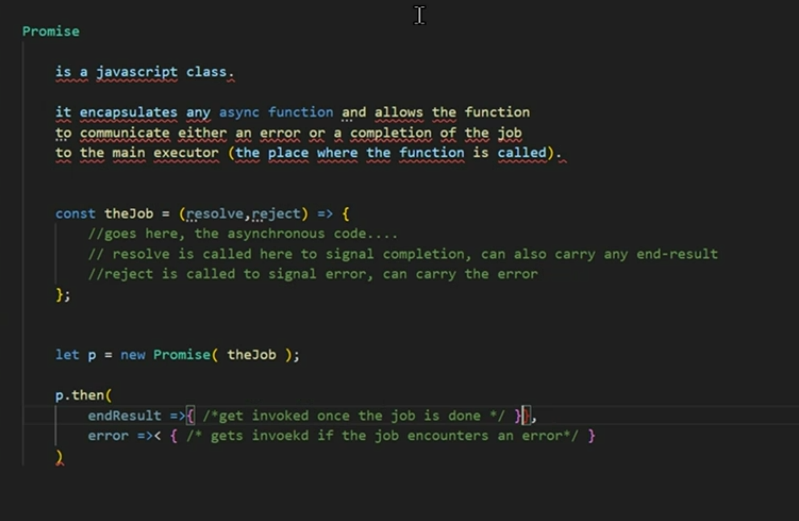 Promise
is a javascript class.
it encapsulates any async function and allows the function
to communicate either an error or a completion of the job
to the main executor (the place where the function is called).
const theJob = (resolve,reject) => {
//goes here, the asynchronous code....
// resolve is called here to signal completion, can also carry any end-result
//reject is called to signal error, can carry the error
};
let p = new Promise( theJob );
p.then(
endResult =>{ /*get invoked once the job is done */ }},
error =>< { /* gets invoekd if the job encounters an error*/ }
)